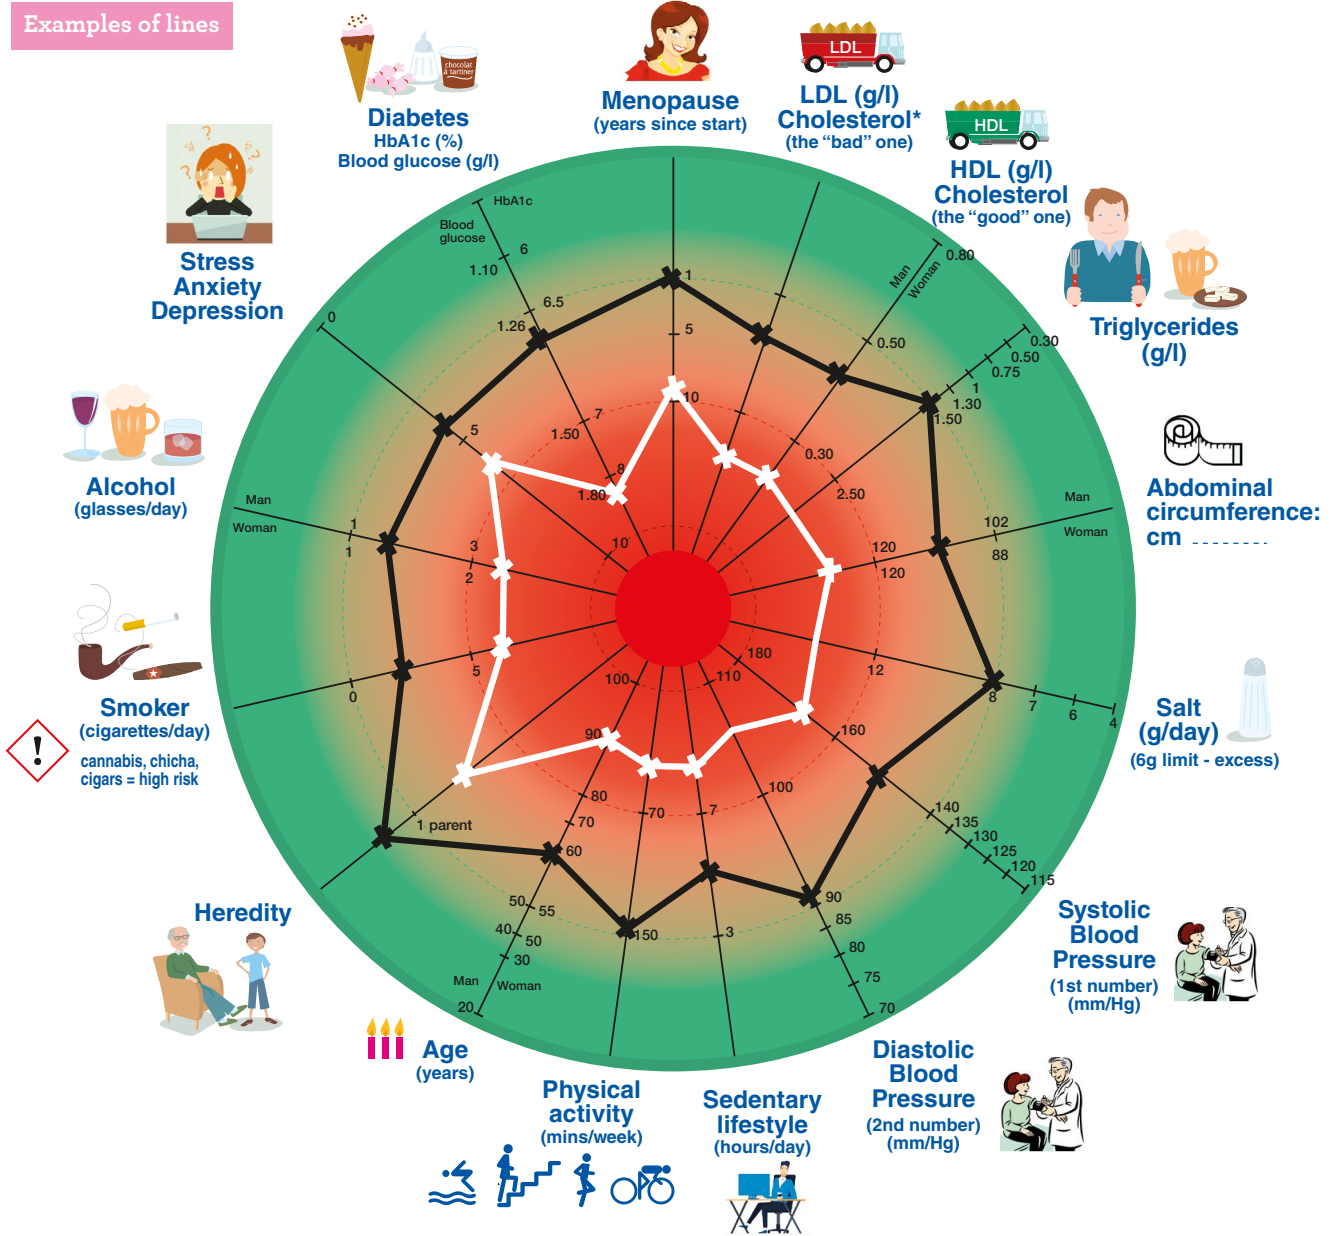 Examples of lines
Diabetes
HbA1c (%)
Blood glucose (g/l)
chocolat
à tartiner
Menopause
(years since start)
LDL
LDL (g/l)
Cholesterol*
(the “bad” one)
HDL
HDL (g/l)
Cholesterol
(the “good” one)
Triglycerides
(g/l)
Abdominal
circumference:
cm
Salt
(g/day)
(6g limit - excess)
Systolic
Blood
Pressure
(1st number)
(mm/Hg)
Diastolic
Blood
Pressure
(2nd number)
(mm/Hg)
Sedentary
lifestyle
(hours/day)
Physical
activity
(mins/week)
Age
(years)
Heredity
Smoker
(cigarettes/day)
cannabis, chicha,
cigars = high risk
!
Alcohol
(glasses/day)
Stress
Anxiety
Depression
? ? ? ?
HbA1c
Blood
glucose
6
1.10
6.5
1.26
7
1.50
8
1.80
10
1
5
10
Man
Woman
0.80
0.50
0.30
0.30
0.50
0.75
1
1.30
1.50
2.50
Man
Woman
102
88
120
120
12
8
7
6
4
180
160
140
135
130
125
120
115
110
100
90
85
80
75
70
7
3
70
150
100
90
80
70
60
50
55
40
50
30
Man
Woman
20
1 parent
5
0
Man
Woman
1
1
3
2
0
5